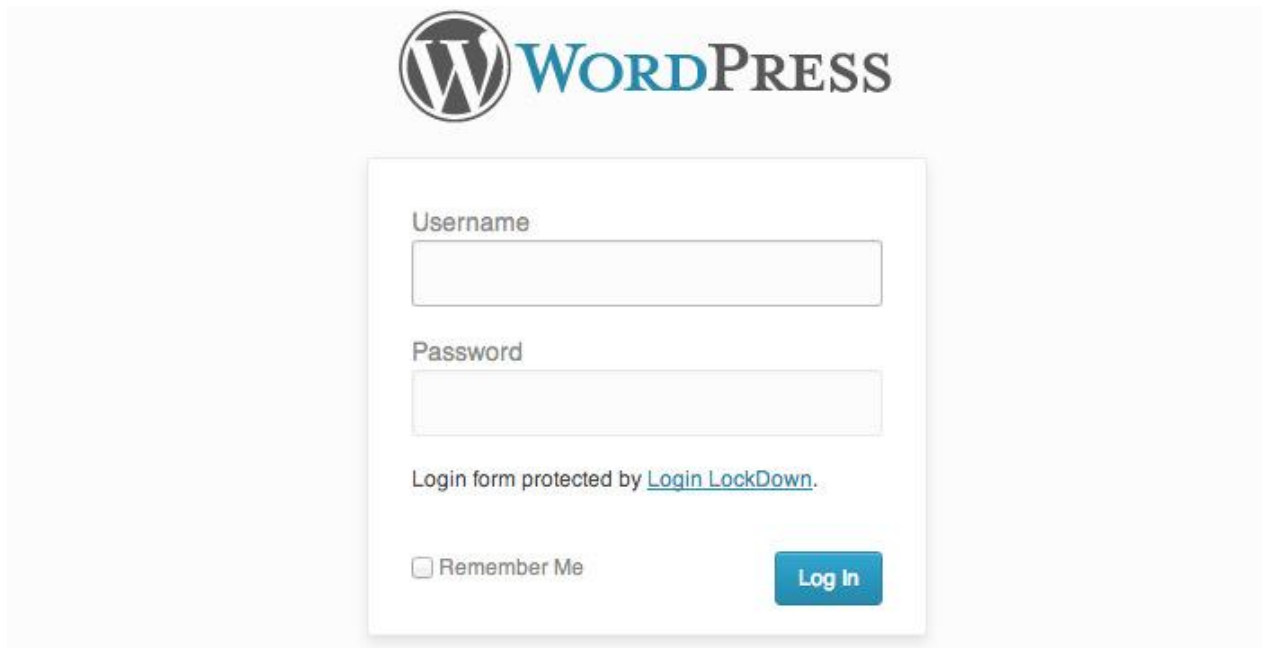 WORDPRESS
Username
Password
Login form protected by Login LockDown.
Remember Me
Log In